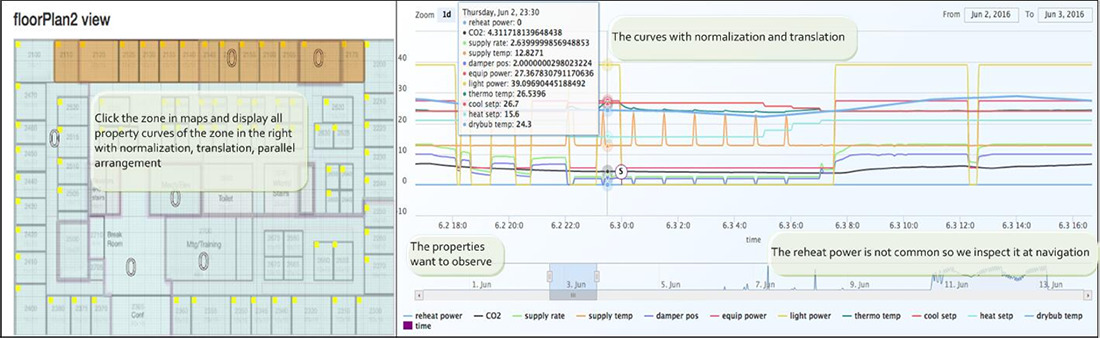 floorPlan2 view
Click the zone in maps and display all
property curves of the zone in the right
with normalization, translation, parallel
arrangement
Toilet
Break
Room
Mtg/Training
Conf
Zoom 1d
From Jun 2, 2016 To Jun 3, 2016
Thursday, Jun 2, 23:30
reheat power: 0
CO2: 4.311718139648438
supply rate: 2.6399999856948853
supply temp: 12.8271
damper pos: 2.0000000298023224
equip power: 27.367830791170636
light power: 39.09690445188492
thermo temp: 26.5396
cool setp: 26.7
heat setp: 15.6
drybub temp: 24.3
The curves with normalization and translation
40
30
20
10
0
10
S
6.2 18:0 6.2 20:0 6.2 22:0 6.3 0:0 6.3 2:0 6.3 4:0 6.3 6:0 6.3 8:0 6.3 10:0 6.3 12:0 6.3 14:0 6.3 16:0
time
The properties
want to observe
The reheat power is not common so we inspect it at navigation
1. Jun 3. Jun 5. Jun 7. Jun 9. Jun 11. Jun 13. Jun
reheat power CO2 supply rate supply temp damper pos equip power light power thermo temp cool setp heat setp drybub temp
time